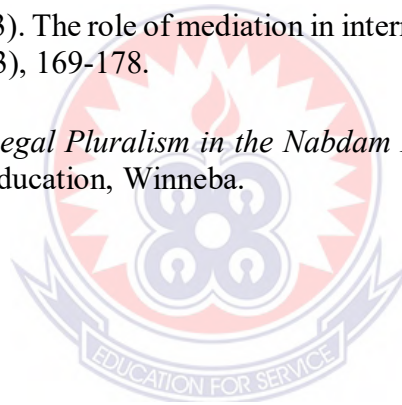 3). The role of mediation in interr
3), 169-178.
egal Pluralism in the Nabdam
ducation, Winneba.
EDUCATION FOR SERVICE